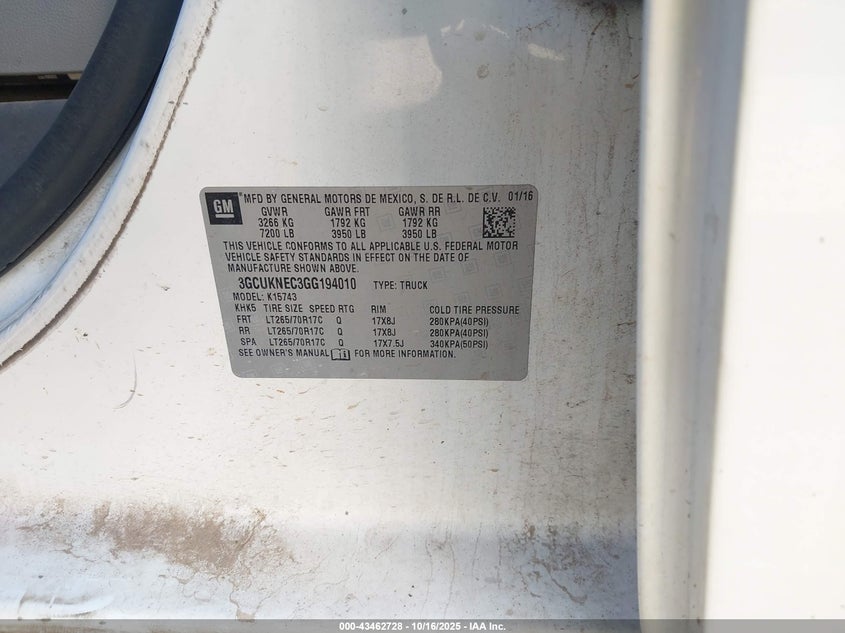 GM ® MFD BY GENERAL MOTORS DE MEXICO, S. DE R.L. DE C.V. 01/16
GVWR GAWR FRT GAWR RR
3266 KG 1792 KG 1792 KG
7200 LB 3950 LB 3950 LB
THIS VEHICLE CONFORMS TO ALL APPLICABLE U.S. FEDERAL MOTOR
VEHICLE SAFETY STANDARDS IN EFFECT ON THE DATE OF
MANUFACTURE SHOWN ABOVE.
3GCUKNEC3GG194010 TYPE: TRUCK
MODEL: K15743
KHK5 TIRE SIZE SPEED RTG RIM COLD TIRE PRESSURE
FRT LT265/70R17C Q 17X8J 280KPA(40PSI)
RR LT265/70R17C Q 17X8J 280KPA(40PSI)
SPA LT265/70R17C Q 17X7.5J 340KPA(50PSI)
SEE OWNER'S MANUAL FOR MORE INFORMATION.
000-43462728 - 10/16/2025 - IAA Inc.